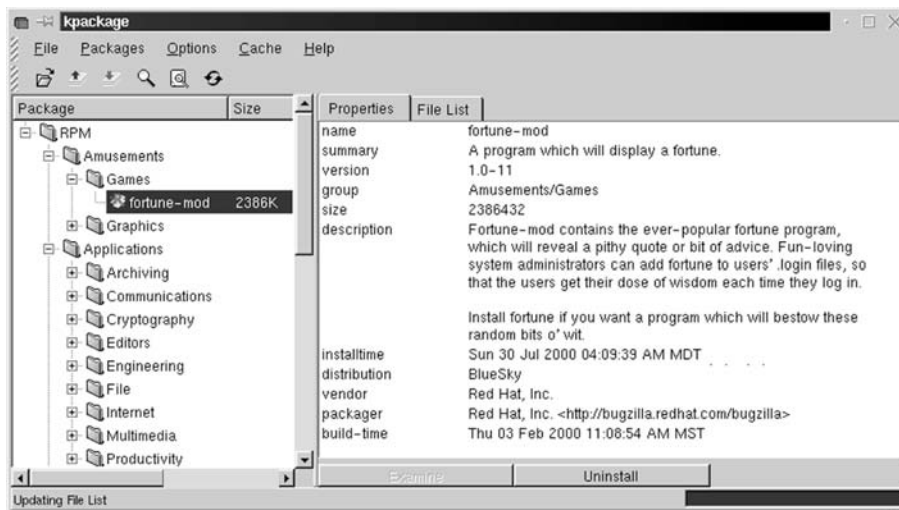 kpackage
File Packages Options Cache Help
Package Size
RPM
Amusements
Games
fortune-mod 2386K
Graphics
Applications
Archiving
Communications
Cryptography
Editors
Engineering
File
Internet
Multimedia
Productivity
Properties File List
name fortune-mod
summary A program which will display a fortune.
version 1.0-11
group Amusements/Games
size 2386432
description Fortune-mod contains the ever-popular fortune program,
which will reveal a pithy quote or bit of advice. Fun-loving
system administrators can add fortune to users' .login files, so
that the users get their dose of wisdom each time they log in.
Install fortune if you want a program which will bestow these
random bits o' wit.
installtime Sun 30 Jul 2000 04:09:39 AM MDT
distribution BlueSky
vendor Red Hat, Inc.
packager Red Hat, Inc. <http://bugzilla.redhat.com/bugzilla>
build-time Thu 03 Feb 2000 11:08:54 AM MST
Examine Uninstall
Updating File List